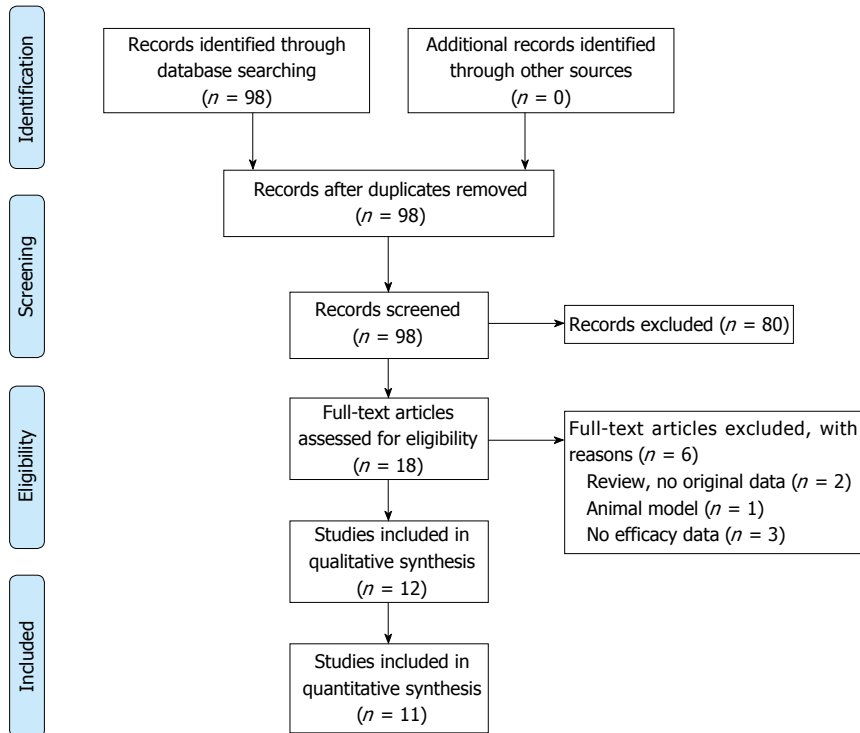 Identification
Records identified through
database searching
(n = 98)
Additional records identified
through other sources
(n = 0)
Records after duplicates removed
(n = 98)
Screening
Records screened
(n = 98)
Records excluded (n = 80)
Eligibility
Full-text articles
assessed for eligibility
(n = 18)
Full-text articles excluded, with
reasons (n = 6)
Review, no original data (n = 2)
Animal model (n = 1)
No efficacy data (n = 3)
Studies included in
qualitative synthesis
(n = 12)
Included
Studies included in
quantitative synthesis
(n = 11)